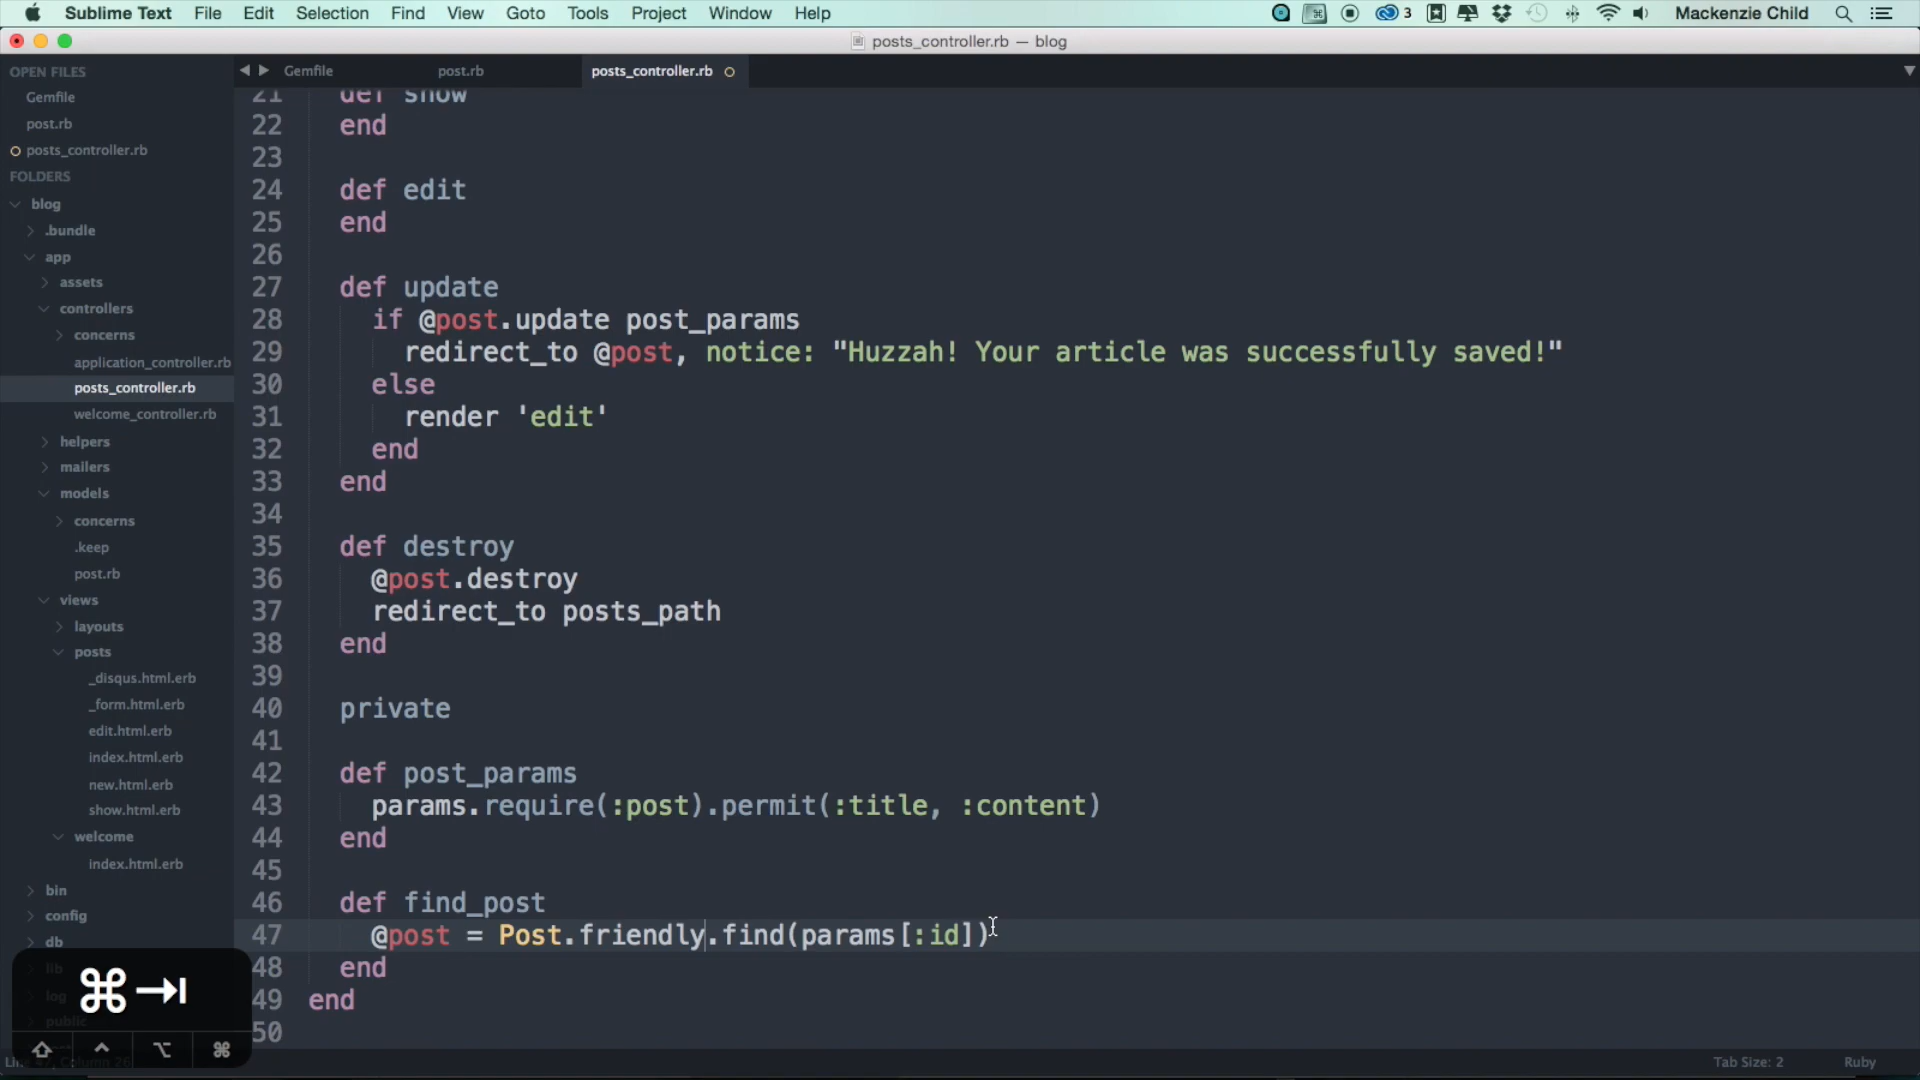 Sublime Text File Edit Selection Find View Goto Tools Project Window Help 3 Mackenzie Child
posts_controller.rb — blog
OPEN FILES
Gemfile
post.rb
posts_controller.rb
FOLDERS
blog
.bundle
app
assets
controllers
concerns
application_controller.rb
posts_controller.rb
welcome_controller.rb
helpers
mailers
models
concerns
.keep
post.rb
views
layouts
posts
_disqus.html.erb
_form.html.erb
edit.html.erb
index.html.erb
new.html.erb
show.html.erb
welcome
index.html.erb
bin
config
db
lib
log
public
Gemfile post.rb posts_controller.rb
21 def show
22 end
23
24 def edit
25 end
26
27 def update
28 if @post.update post_params
29 redirect_to @post, notice: "Huzzah! Your article was successfully saved!"
30 else
31 render 'edit'
32 end
33 end
34
35 def destroy
36 @post.destroy
37 redirect_to posts_path
38 end
39
40 private
41
42 def post_params
43 params.require(:post).permit(:title, :content)
44 end
45
46 def find_post
47 @post = Post.friendly.find(params[:id])
48 end
49 end
50
Tab Size: 2 Ruby